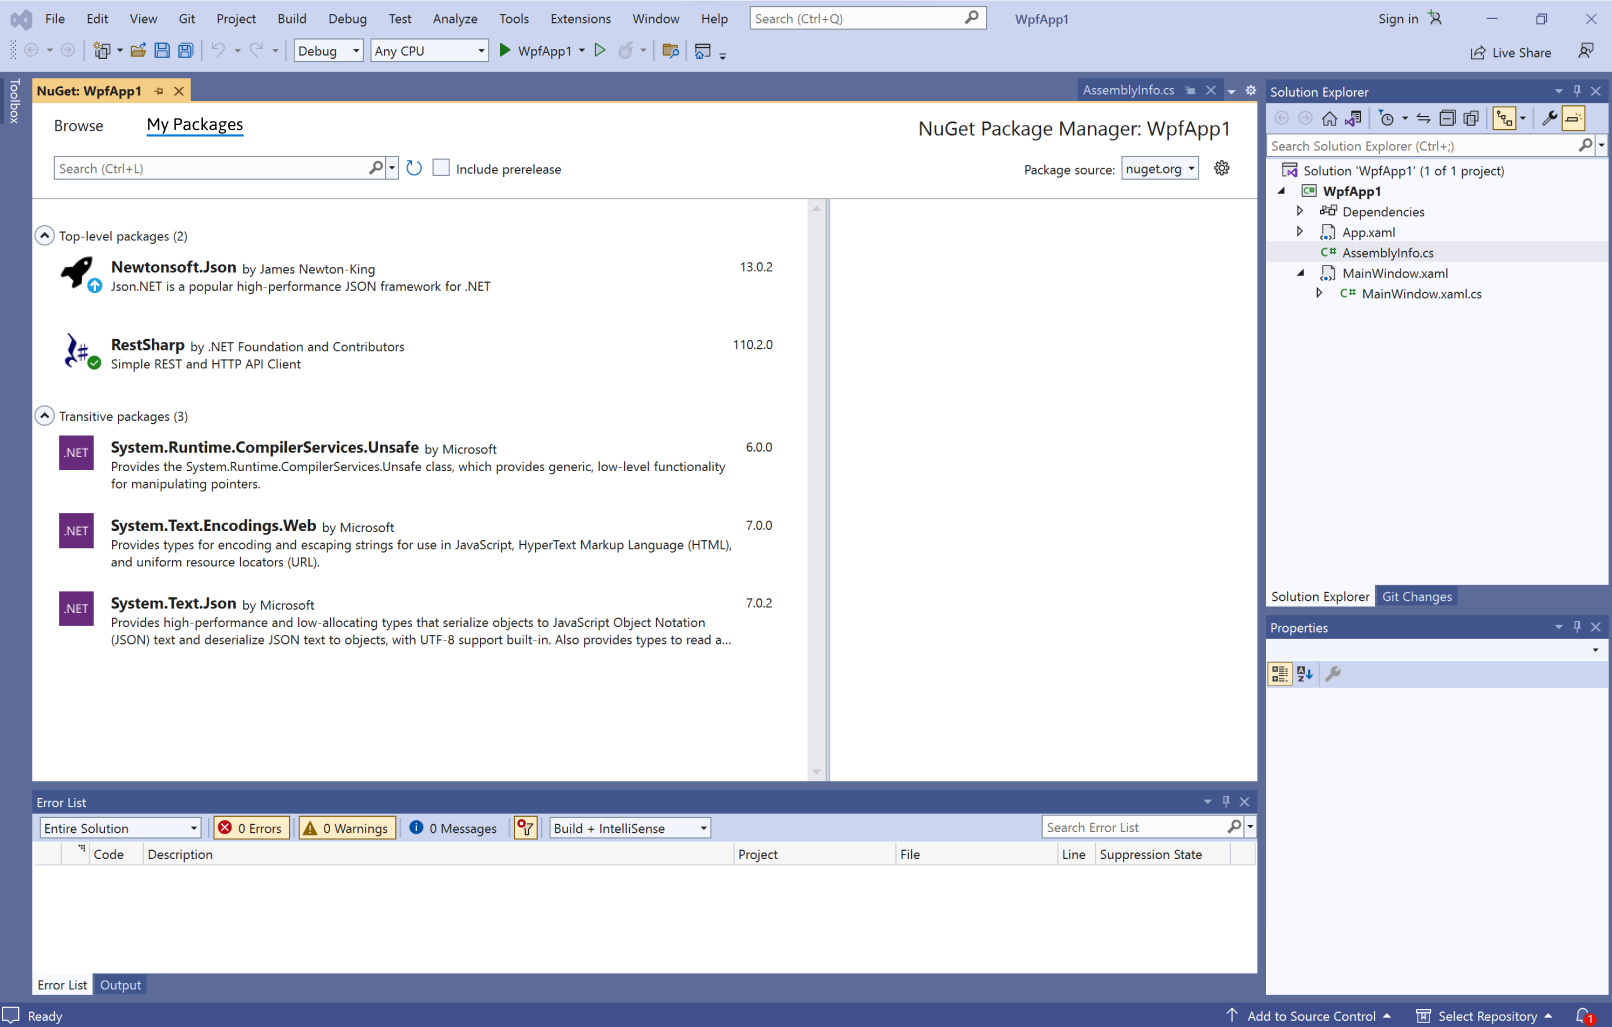 File Edit View Git Project Build Debug Test Analyze Tools Extensions Window Help Search (Ctrl+Q) WpfApp1 Sign in
Debug Any CPU WpfApp1 Live Share
Toolbox
NuGet: WpfApp1 AssemblyInfo.cs
Browse My Packages NuGet Package Manager: WpfApp1
Search (Ctrl+L) Include prerelease Package source: nuget.org
Top-level packages (2)
Newtonsoft.Json by James Newton-King 13.0.2
Json.NET is a popular high-performance JSON framework for .NET
RestSharp by .NET Foundation and Contributors 110.2.0
Simple REST and HTTP API Client
Transitive packages (3)
.NET System.Runtime.CompilerServices.Unsafe by Microsoft 6.0.0
Provides the System.Runtime.CompilerServices.Unsafe class, which provides generic, low-level functionality
for manipulating pointers.
.NET System.Text.Encodings.Web by Microsoft 7.0.0
Provides types for encoding and escaping strings for use in JavaScript, HyperText Markup Language (HTML),
and uniform resource locators (URL).
.NET System.Text.Json by Microsoft 7.0.2
Provides high-performance and low-allocating types that serialize objects to JavaScript Object Notation
(JSON) text and deserialize JSON text to objects, with UTF-8 support built-in. Also provides types to read a...
Solution Explorer
Search Solution Explorer (Ctrl+;)
Solution 'WpfApp1' (1 of 1 project)
C# WpfApp1
Dependencies
App.xaml
C# AssemblyInfo.cs
MainWindow.xaml
C# MainWindow.xaml.cs
Solution Explorer Git Changes
Properties
Error List
Entire Solution 0 Errors 0 Warnings 0 Messages Build + IntelliSense Search Error List
Code Description Project File Line Suppression State
Error List Output
Ready Add to Source Control Select Repository 1